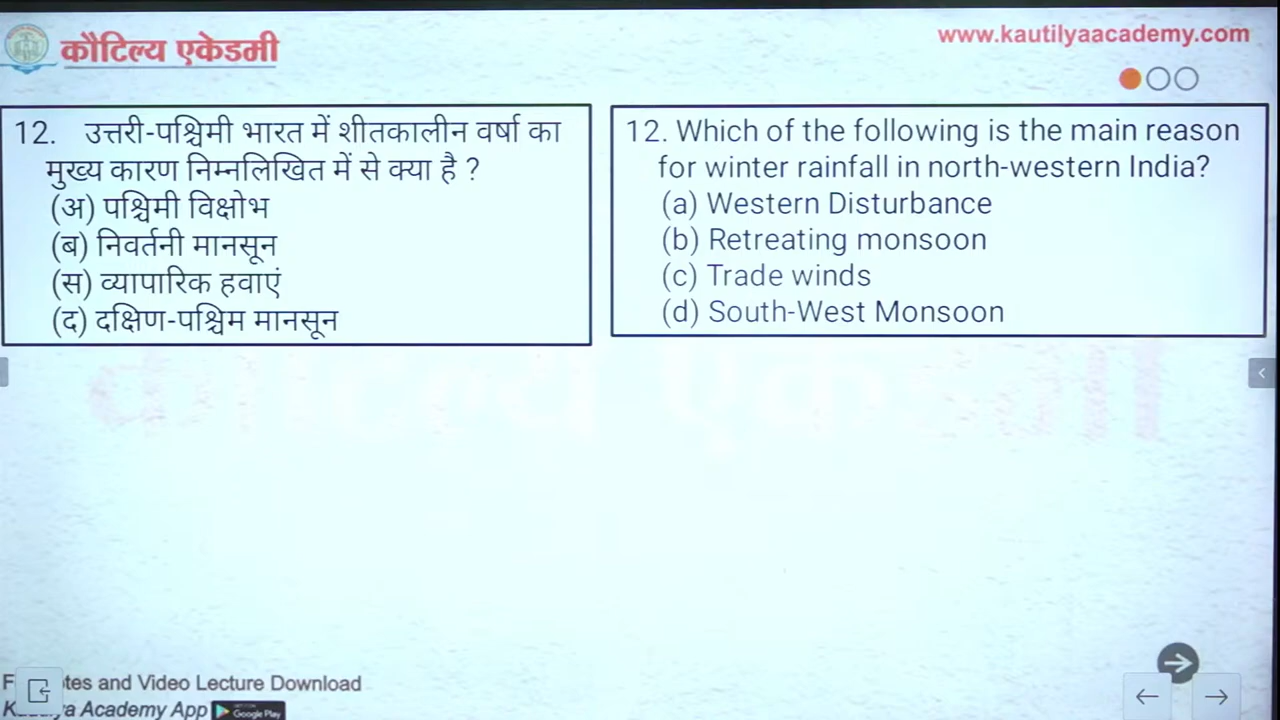 कौटिल्य एकेडमी
www.kautilyaacademy.com
12. उत्तरी-पश्चिमी भारत में शीतकालीन वर्षा का
मुख्य कारण निम्नलिखित में से क्या है ?
(अ) पश्चिमी विक्षोभ
(ब) निवर्तनी मानसून
(स) व्यापारिक हवाएं
(द) दक्षिण-पश्चिम मानसून
12. Which of the following is the main reason
for winter rainfall in north-western India?
(a) Western Disturbance
(b) Retreating monsoon
(c) Trade winds
(d) South-West Monsoon
and Video Lecture Download
Academy App Google Play